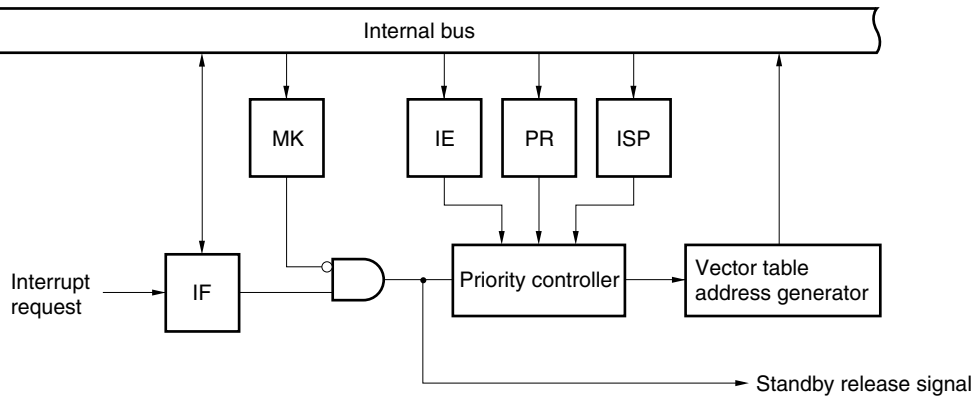 Internal bus
MK
IE
PR
ISP
Interrupt
request
IF
Priority controller
Vector table
address generator
Standby release signal